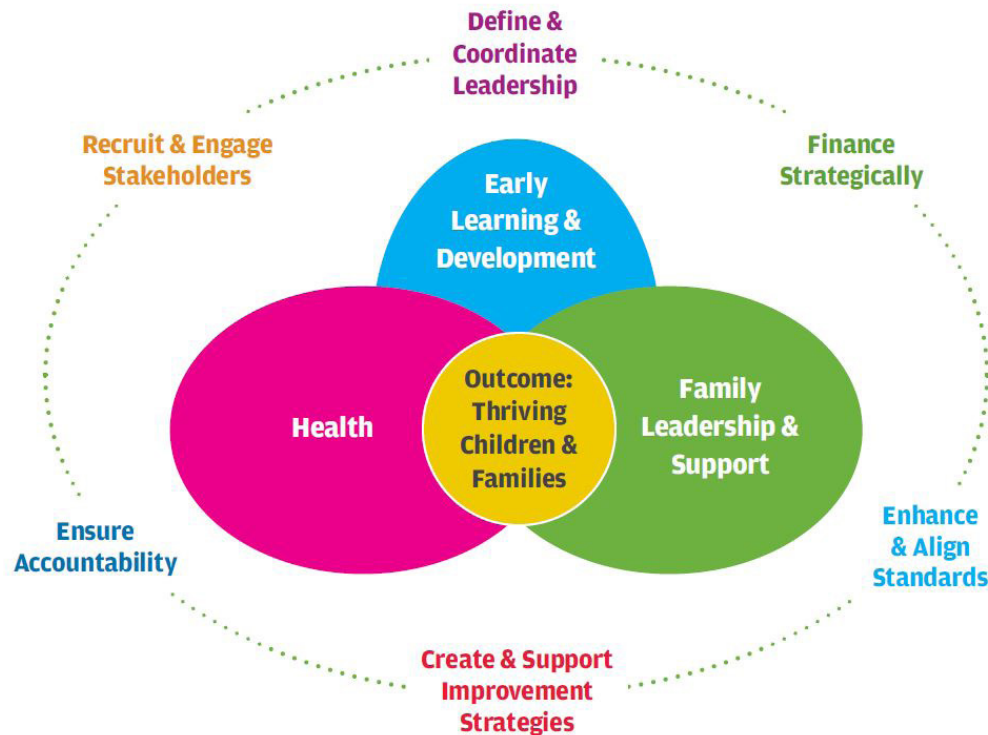 Define &
Coordinate
Leadership
Recruit & Engage
Stakeholders
Finance
Strategically
Early
Learning &
Development
Health
Outcome:
Thriving
Children &
Families
Family
Leadership &
Support
Ensure
Accountability
Enhance
& Align
Standards
Create & Support
Improvement
Strategies